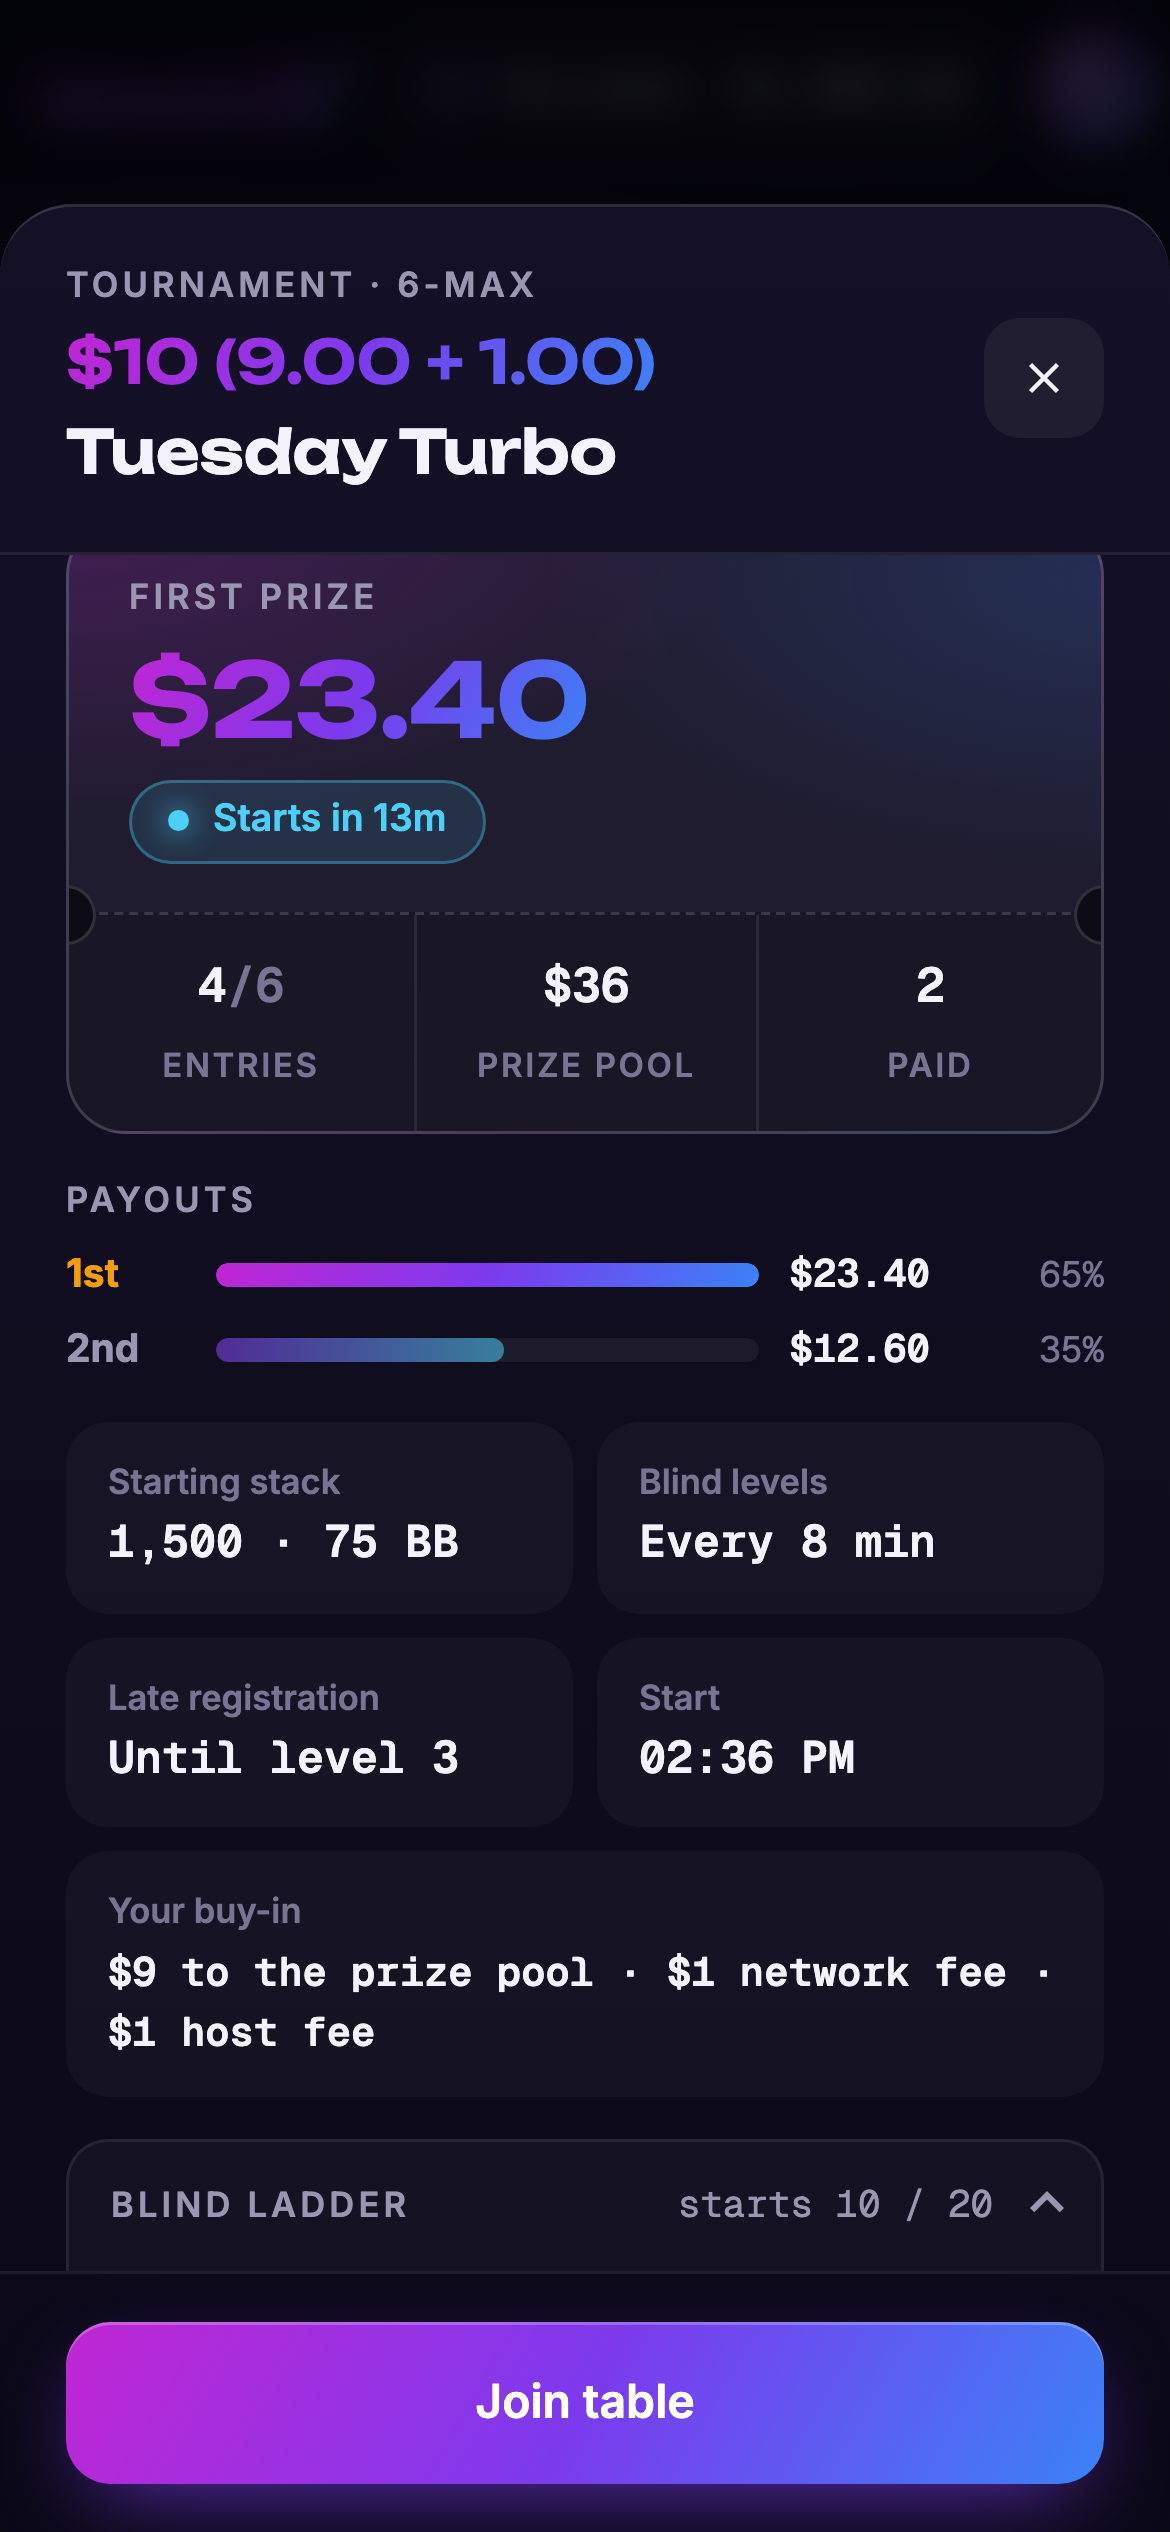 TOURNAMENT · 6-MAX
$10 (9.00 + 1.00)
Tuesday Turbo
FIRST PRIZE
$23.40
Starts in 13m
4/6 $36 2
ENTRIES PRIZE POOL PAID
PAYOUTS
1st $23.40 65%
2nd $12.60 35%
Starting stack Blind levels
1,500 · 75 BB Every 8 min
Late registration Start
Until level 3 02:36 PM
Your buy-in
$9 to the prize pool · $1 network fee ·
$1 host fee
BLIND LADDER starts 10 / 20
Join table